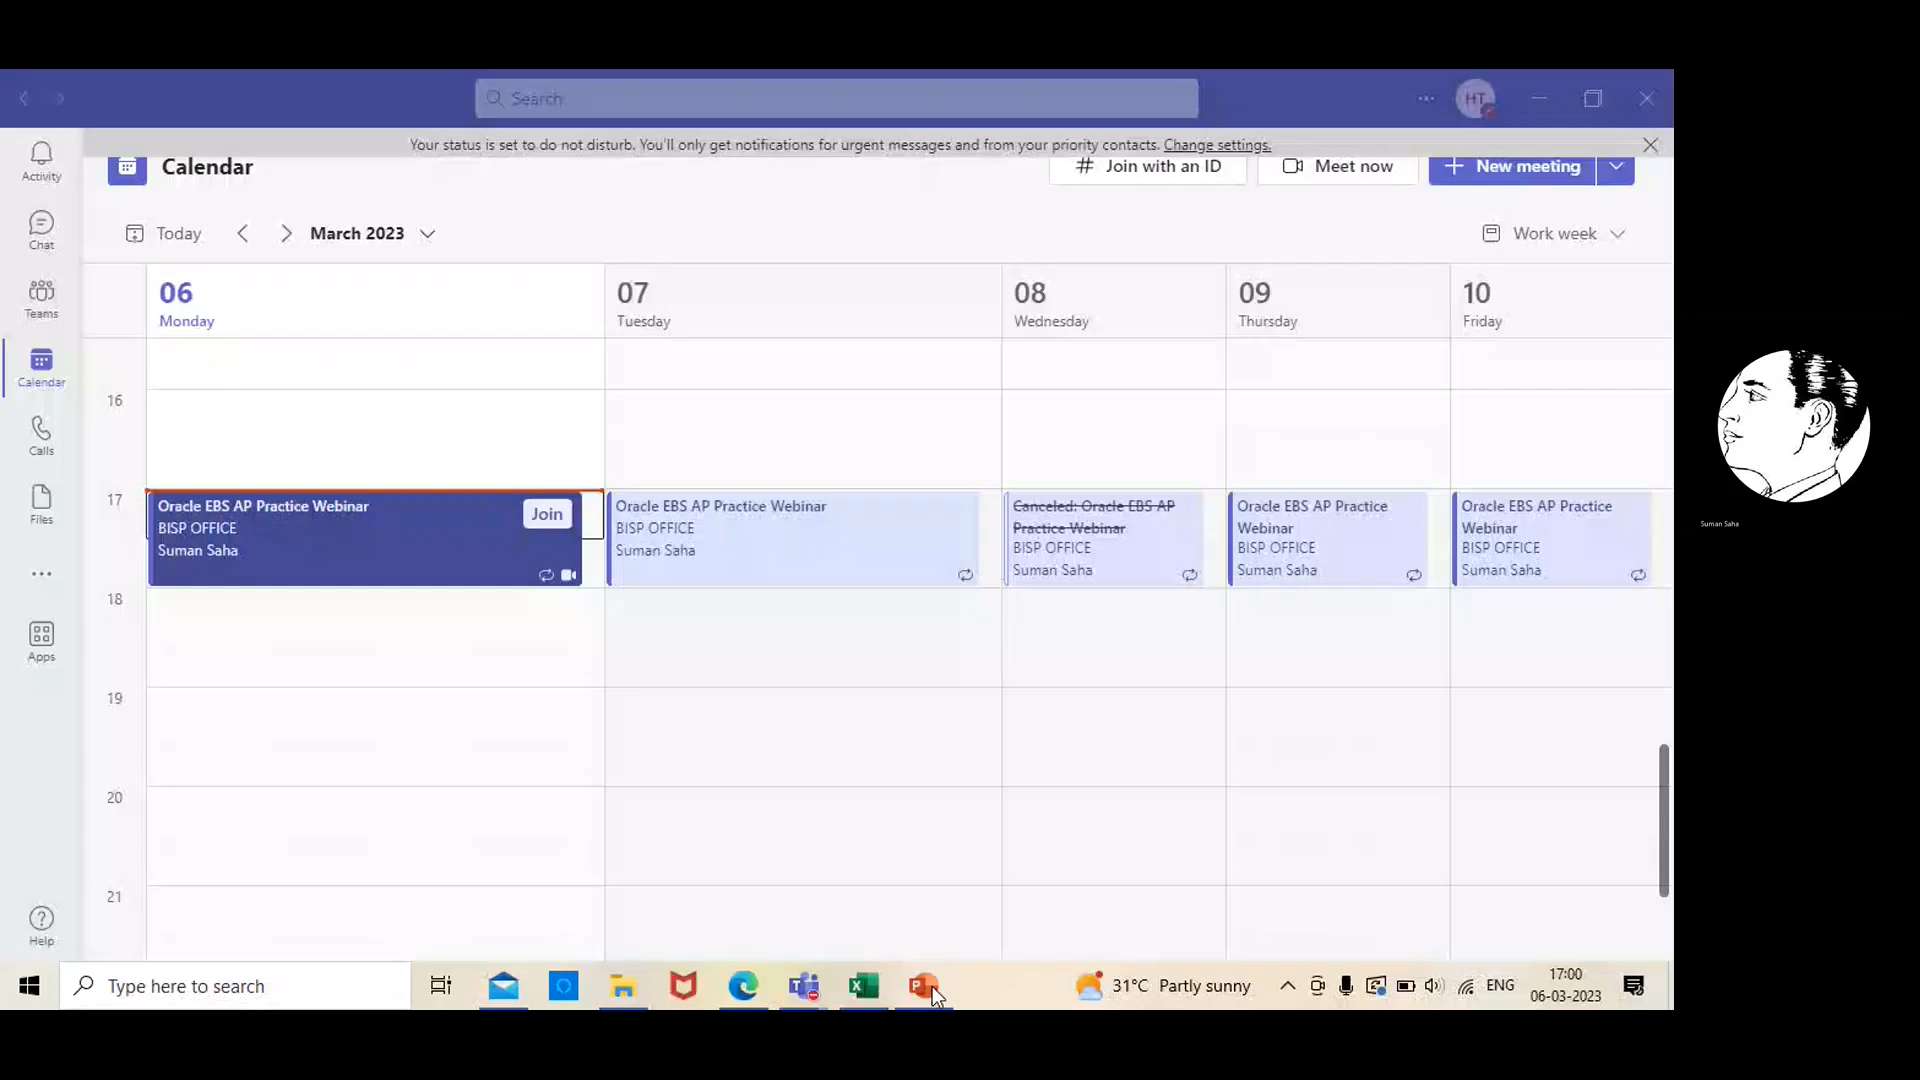 Search
HT
Your status is set to do not disturb. You'll only get notifications for urgent messages and from your priority contacts. Change settings.
Activity
Calendar
# Join with an ID
Meet now
+ New meeting
Chat
Today
March 2023
Work week
Teams
06
Monday
07
Tuesday
08
Wednesday
09
Thursday
10
Friday
Calendar
16
Calls
17
Oracle EBS AP Practice Webinar
BISP OFFICE
Suman Saha
Join
Oracle EBS AP Practice Webinar
BISP OFFICE
Suman Saha
Canceled: Oracle EBS AP
Practice Webinar
BISP OFFICE
Suman Saha
Oracle EBS AP Practice
Webinar
BISP OFFICE
Suman Saha
Oracle EBS AP Practice
Webinar
BISP OFFICE
Suman Saha
Files
18
Apps
19
20
21
Help
Suman Saha
Type here to search
31°C Partly sunny
ENG
17:00
06-03-2023